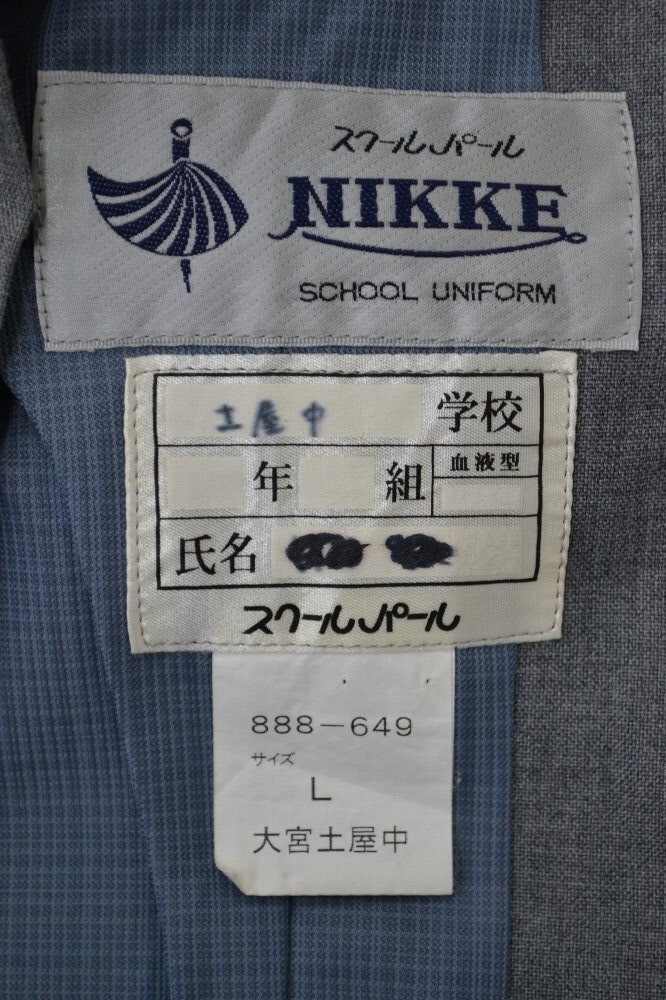 スクールパール
NIKKE
SCHOOL UNIFORM
土屋中 学校
年 組 血液型
氏名
スクールパール
888-649
サイズ
L
大宮土屋中